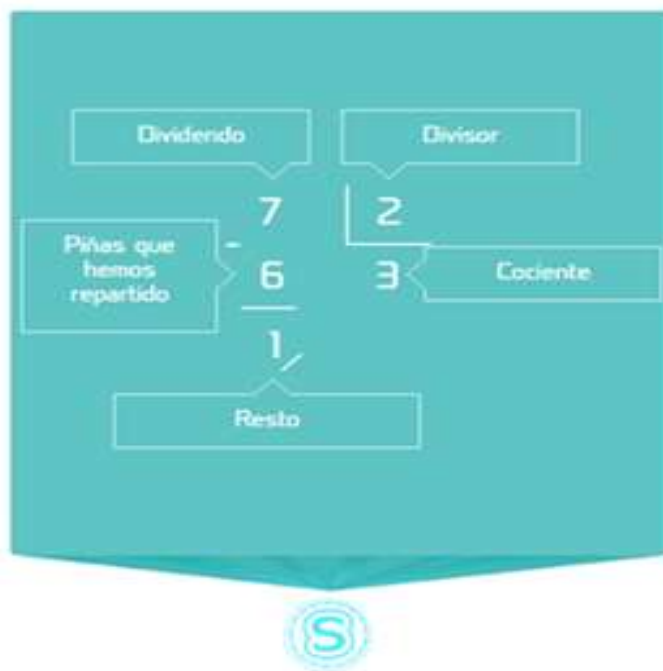 Dividendo
Divisor
7 2
Piñas que
hemos
repartido
- 6 3
Cociente
1
Resto
S